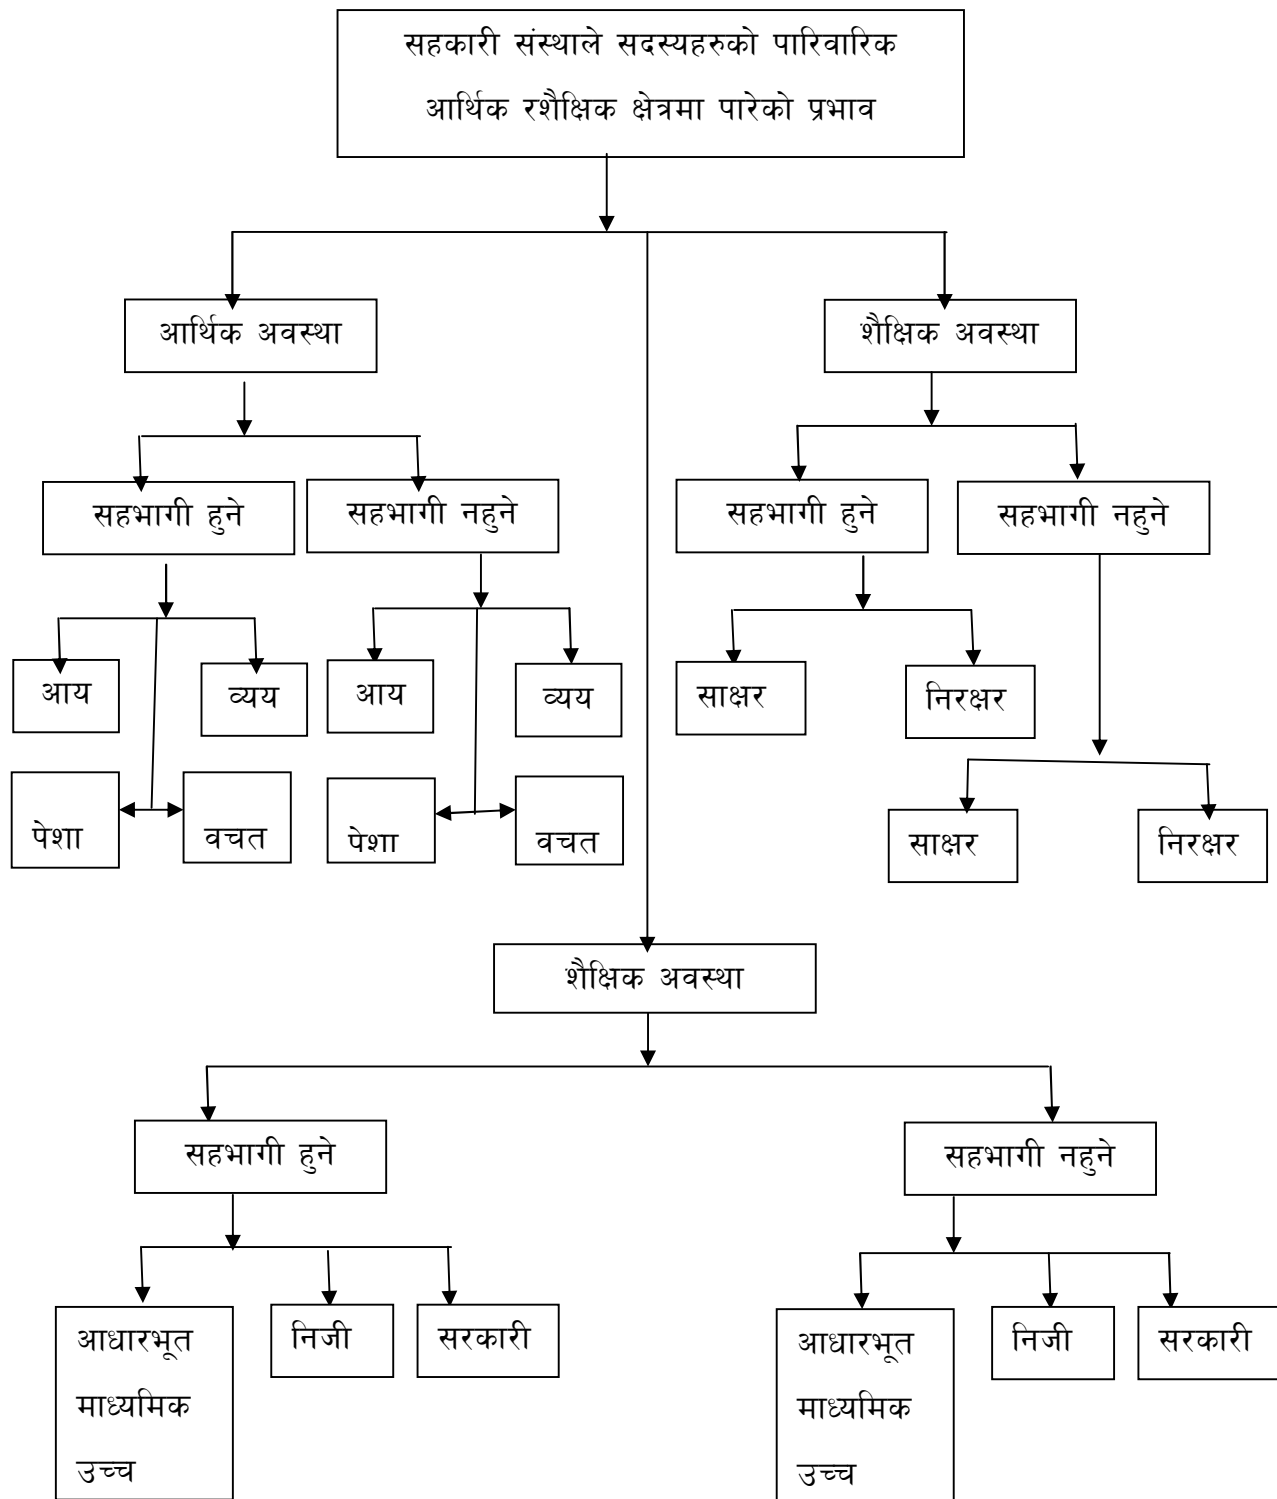 सहकारी संस्थाले सदस्यहरुको पारिवारिक
आर्थिक रशैक्षिक क्षेत्रमा पारेको प्रभाव
आर्थिक अवस्था
शैक्षिक अवस्था
सहभागी हुने
सहभागी नहुने
सहभागी हुने
सहभागी नहुने
आय
व्यय
आय
व्यय
साक्षर
निरक्षर
पेशा
वचत
पेशा
वचत
साक्षर
निरक्षर
शैक्षिक अवस्था
सहभागी हुने
सहभागी नहुने
आधारभूत
माध्यमिक
उच्च
निजी
सरकारी
आधारभूत
माध्यमिक
उच्च
निजी
सरकारी